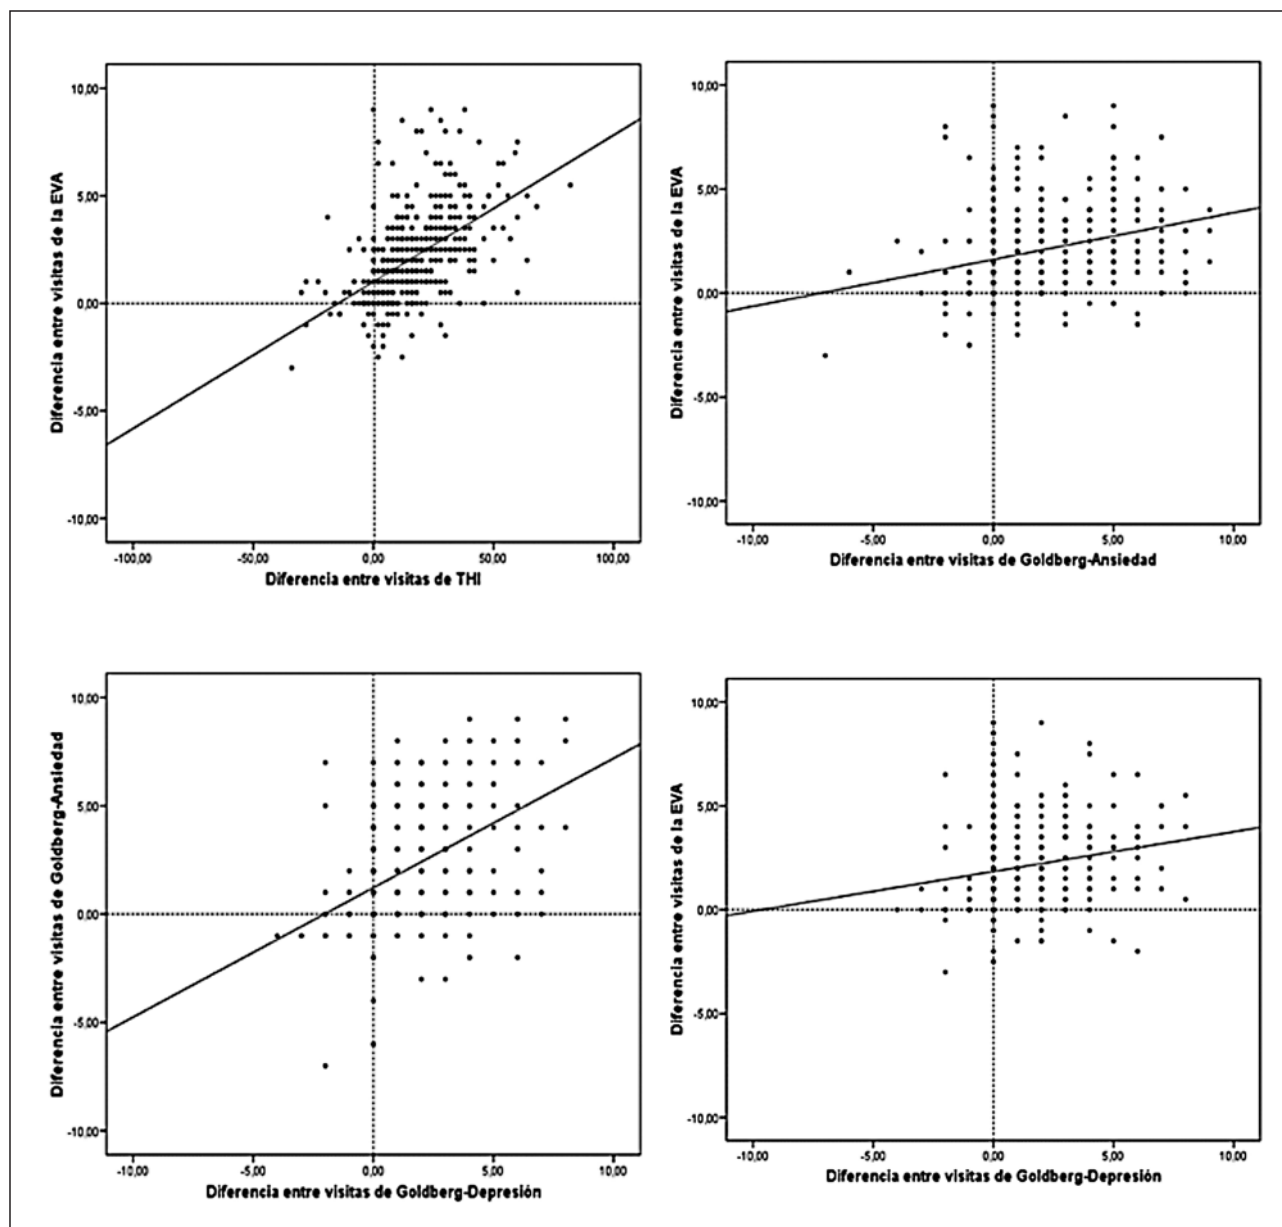 Diferencia entre visitas de la EVA
10,00
5,00
0,00
-5,00
-10,00
-100,00 -50,00 0,00 50,00 100,00
Diferencia entre visitas de THI
Diferencia entre visitas de la EVA
10,00
5,00
0,00
-5,00
-10,00
-10,00 -5,00 0,00 5,00 10,00
Diferencia entre visitas de Goldberg-Ansiedad
Diferencia entre visitas de Goldberg-Ansiedad
10,00
5,00
0,00
-5,00
-10,00
-10,00 -5,00 0,00 5,00 10,00
Diferencia entre visitas de Goldberg-Depresión
Diferencia entre visitas de la EVA
10,00
5,00
0,00
-5,00
-10,00
-10,00 -5,00 0,00 5,00 10,00
Diferencia entre visitas de Goldberg-Depresión